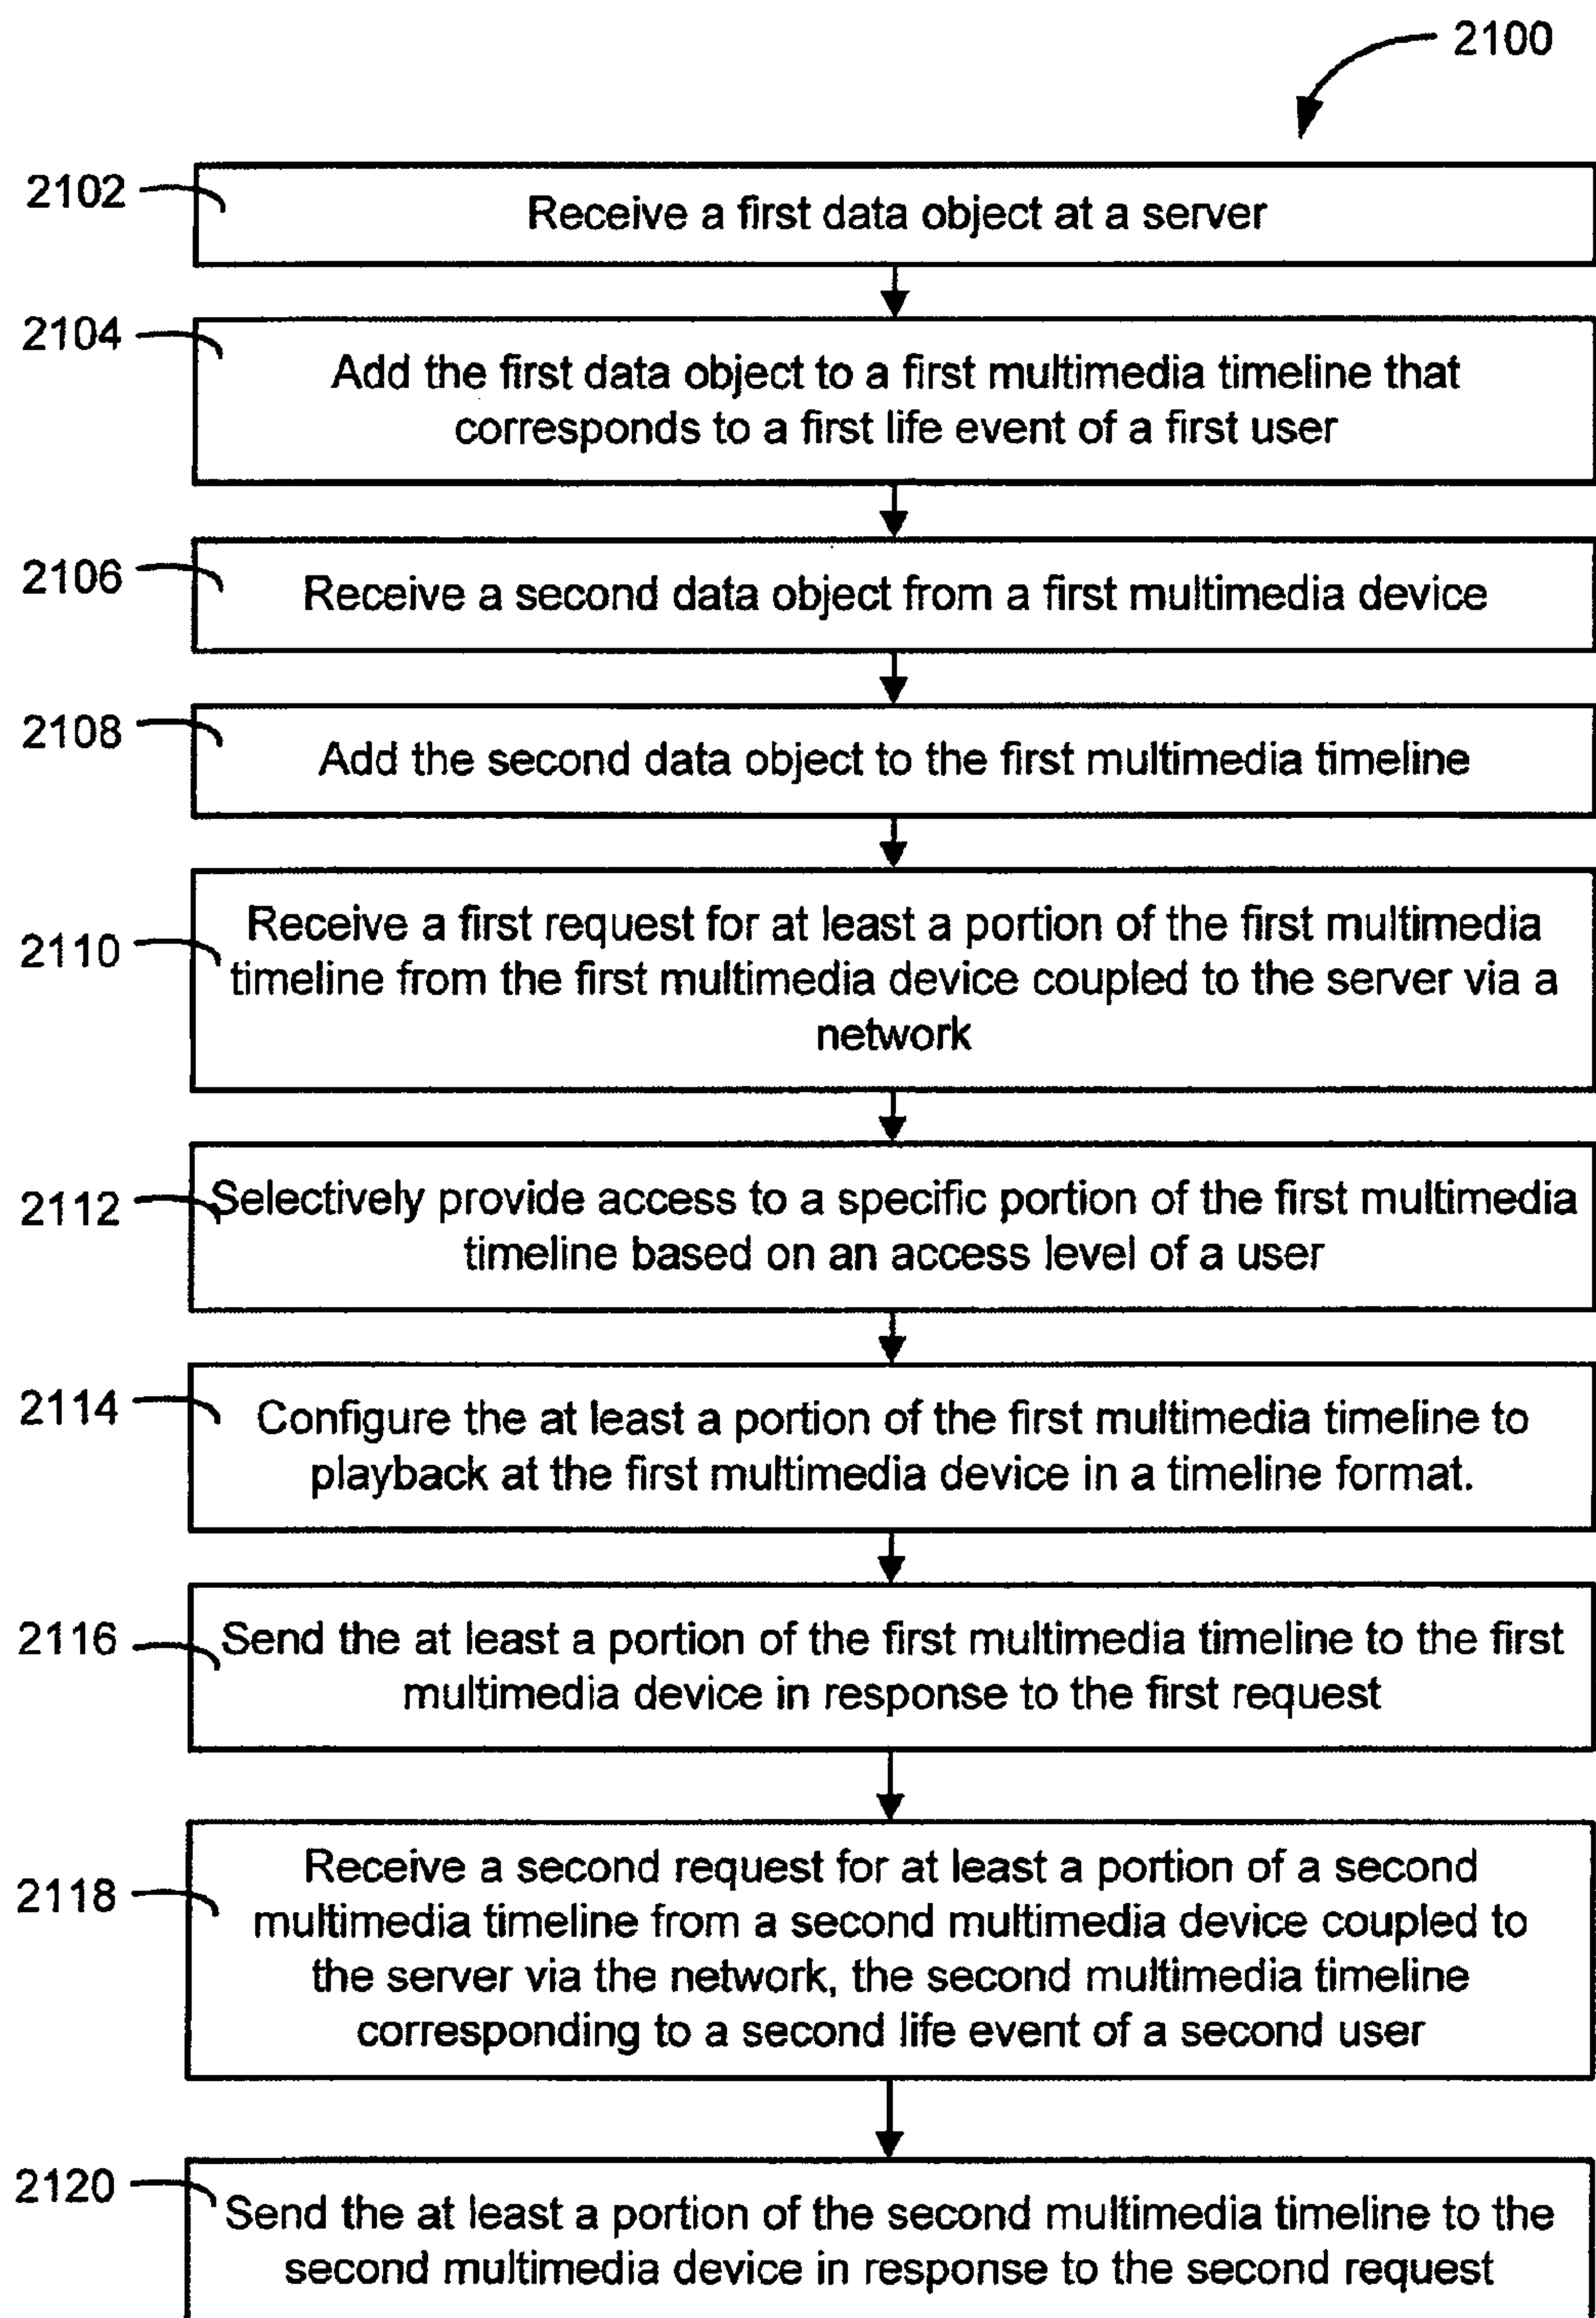 2100
2102
Receive a first data object at a server
2104
Add the first data object to a first multimedia timeline that
corresponds to a first life event of a first user
2106
Receive a second data object from a first multimedia device
2108
Add the second data object to the first multimedia timeline
2110
Receive a first request for at least a portion of the first multimedia
timeline from the first multimedia device coupled to the server via a
network
2112
Selectively provide access to a specific portion of the first multimedia
timeline based on an access level of a user
2114
Configure the at least a portion of the first multimedia timeline to
playback at the first multimedia device in a timeline format.
2116
Send the at least a portion of the first multimedia timeline to the first
multimedia device in response to the first request
2118
Receive a second request for at least a portion of a second
multimedia timeline from a second multimedia device coupled to
the server via the network, the second multimedia timeline
corresponding to a second life event of a second user
2120
Send the at least a portion of the second multimedia timeline to the
second multimedia device in response to the second request